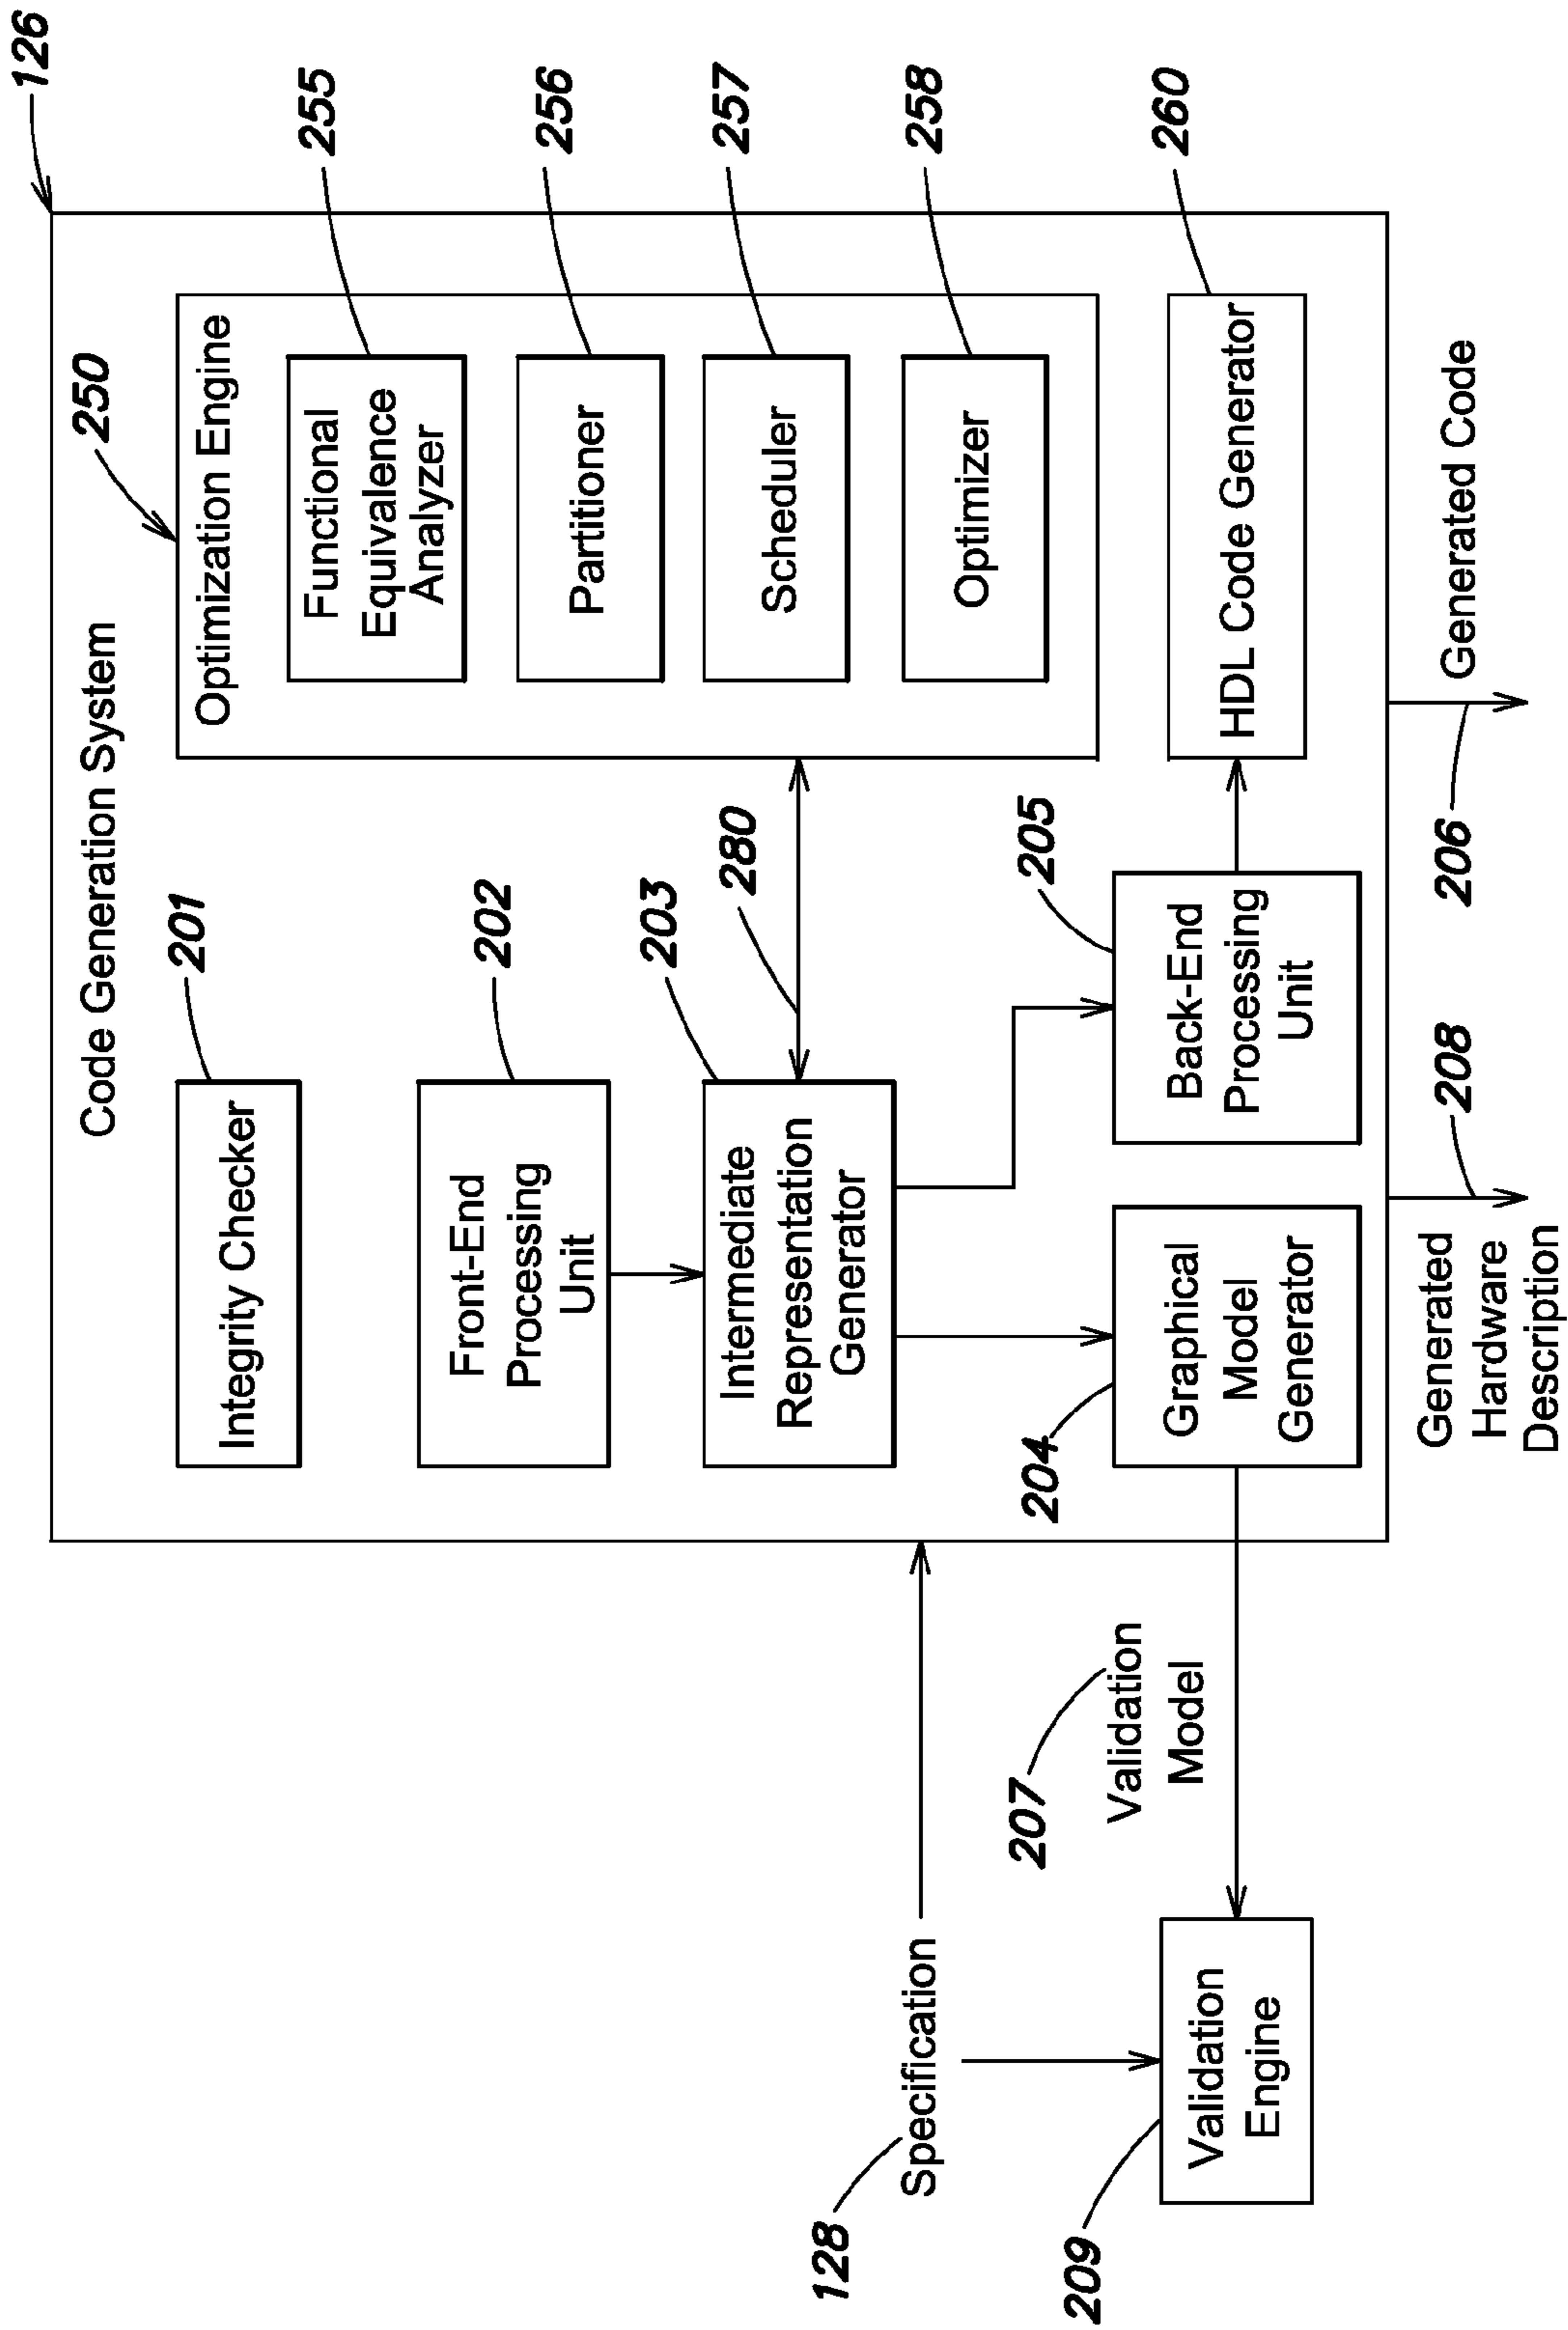 126
Code Generation System
250
201
Integrity Checker
Optimization Engine
255
Functional
Equivalence
Analyzer
202
Front-End
Processing
Unit
256
Partitioner
203
Intermediate
Representation
Generator
280
257
Scheduler
258
Optimizer
128
Specification
207
Validation
Model
204
Graphical
Model
Generator
205
Back-End
Processing
Unit
260
HDL Code Generator
209
Validation
Engine
Generated
Hardware
Description
208
206
Generated Code